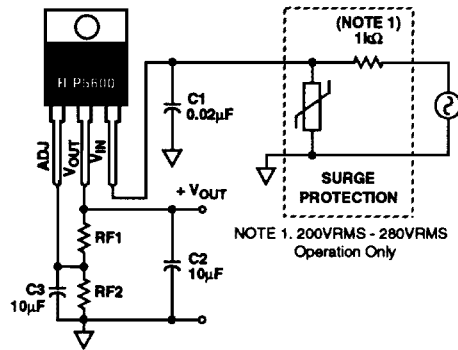 HIP5600
ADJ
VOUT
VIN
C1
0.02μF
(NOTE 1)
1kΩ
SURGE
PROTECTION
NOTE 1. 200VRMS - 280VRMS
Operation Only
+ VOUT
RF1
C2
10μF
C3
10μF
RF2